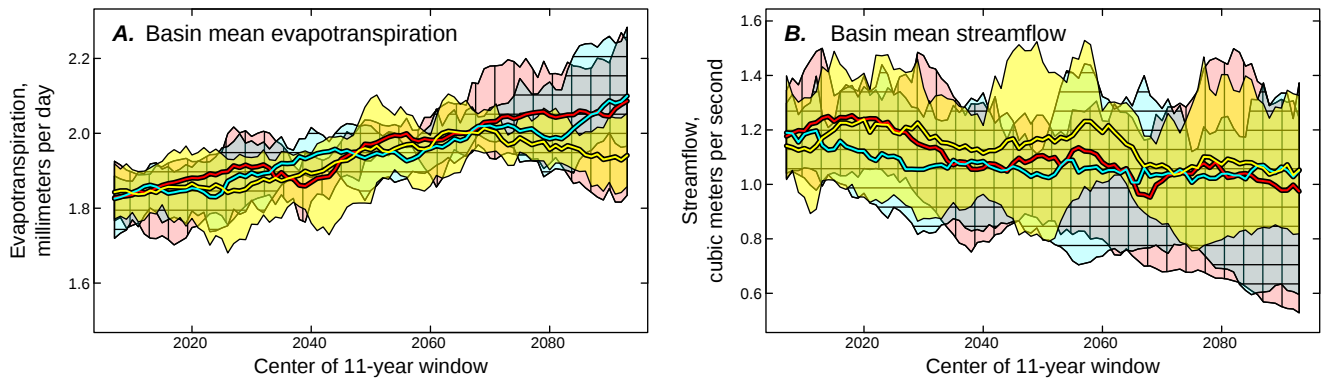 A. Basin mean evapotranspiration
Evapotranspiration,
millimeters per day
2.2
2.0
1.8
1.6
2020
2040
2060
2080
Center of 11-year window
B. Basin mean streamflow
Streamflow,
cubic meters per second
1.6
1.4
1.2
1.0
0.8
0.6
2020
2040
2060
2080
Center of 11-year window